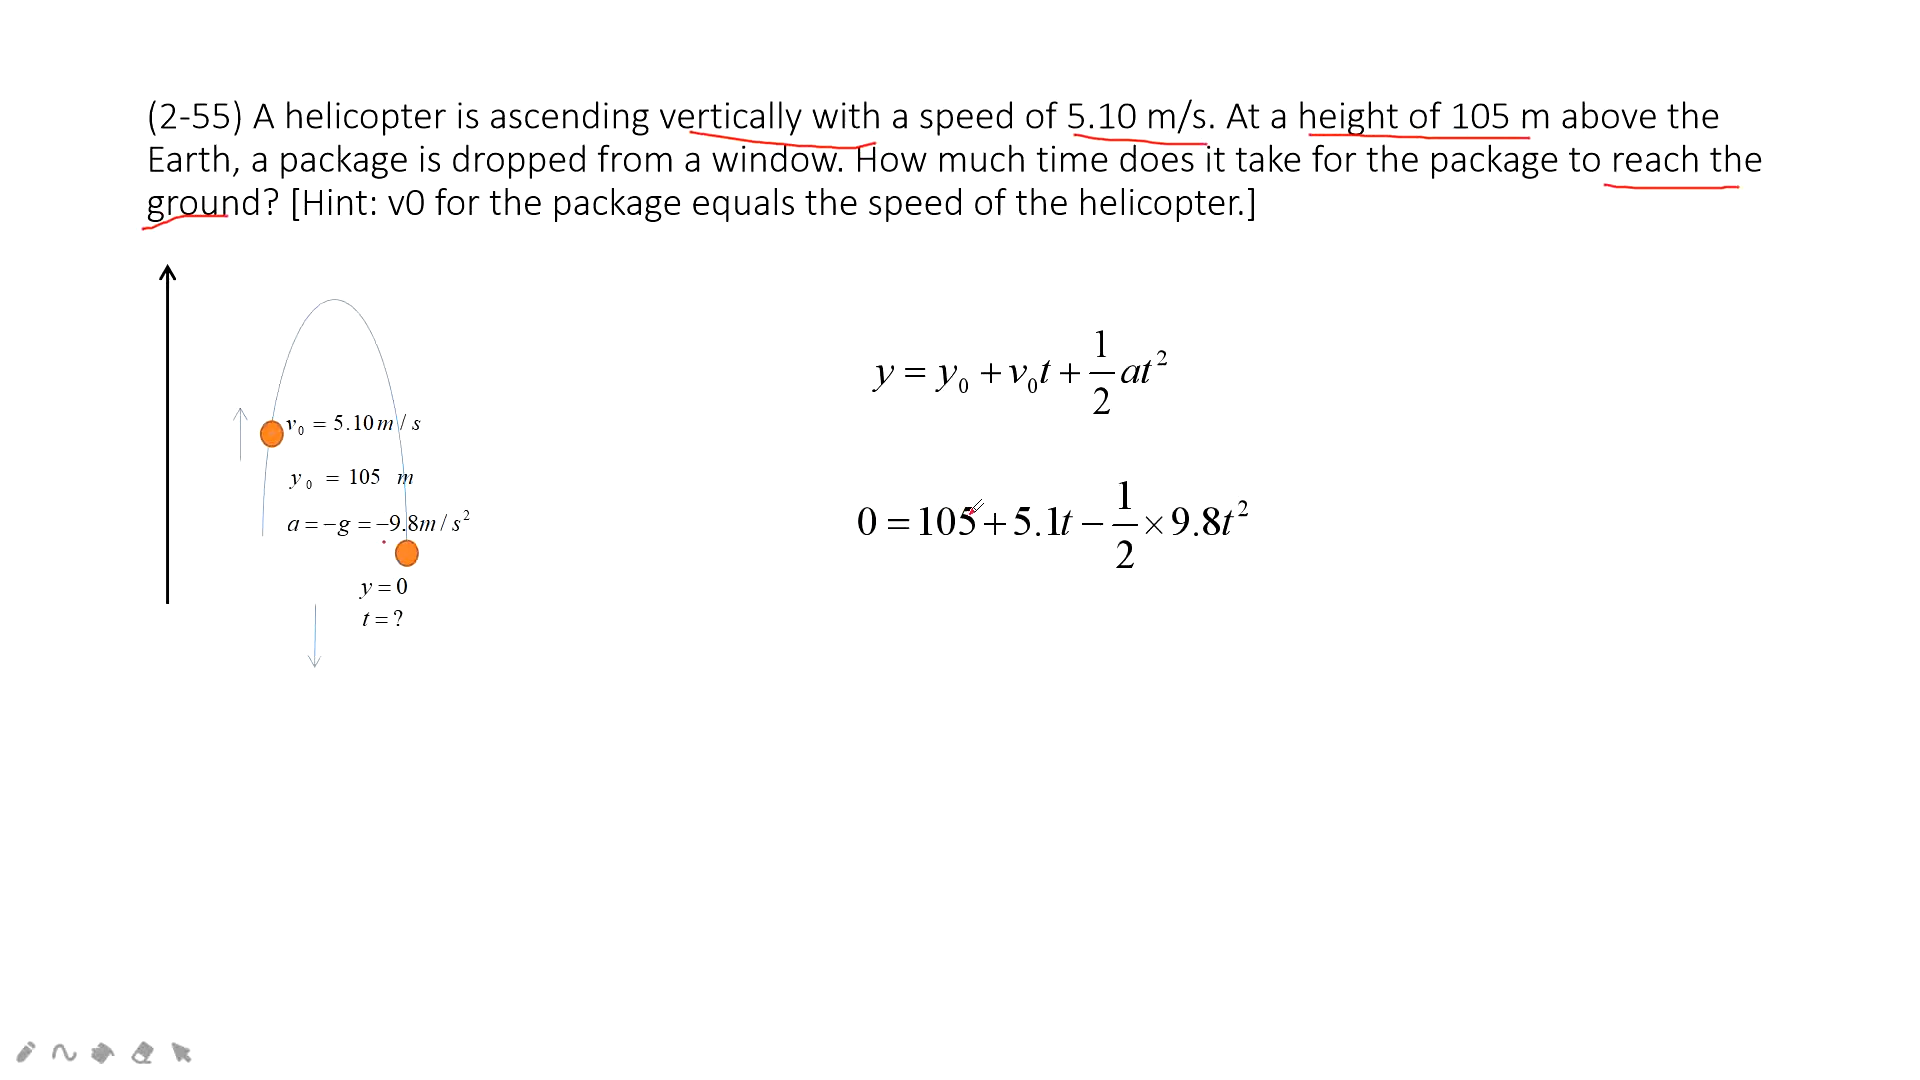 (2-55) A helicopter is ascending vertically with a speed of 5.10 m/s. At a height of 105 m above the
Earth, a package is dropped from a window. How much time does it take for the package to reach the
ground? [Hint: v0 for the package equals the speed of the helicopter.]
v₀ = 5.10 m / s
y₀ = 105 m
a = −g = −9.8m / s²
y = 0
t = ?
y = y₀ + v₀t + 1/2 at²
0 = 105 + 5.1t − 1/2 × 9.8t²